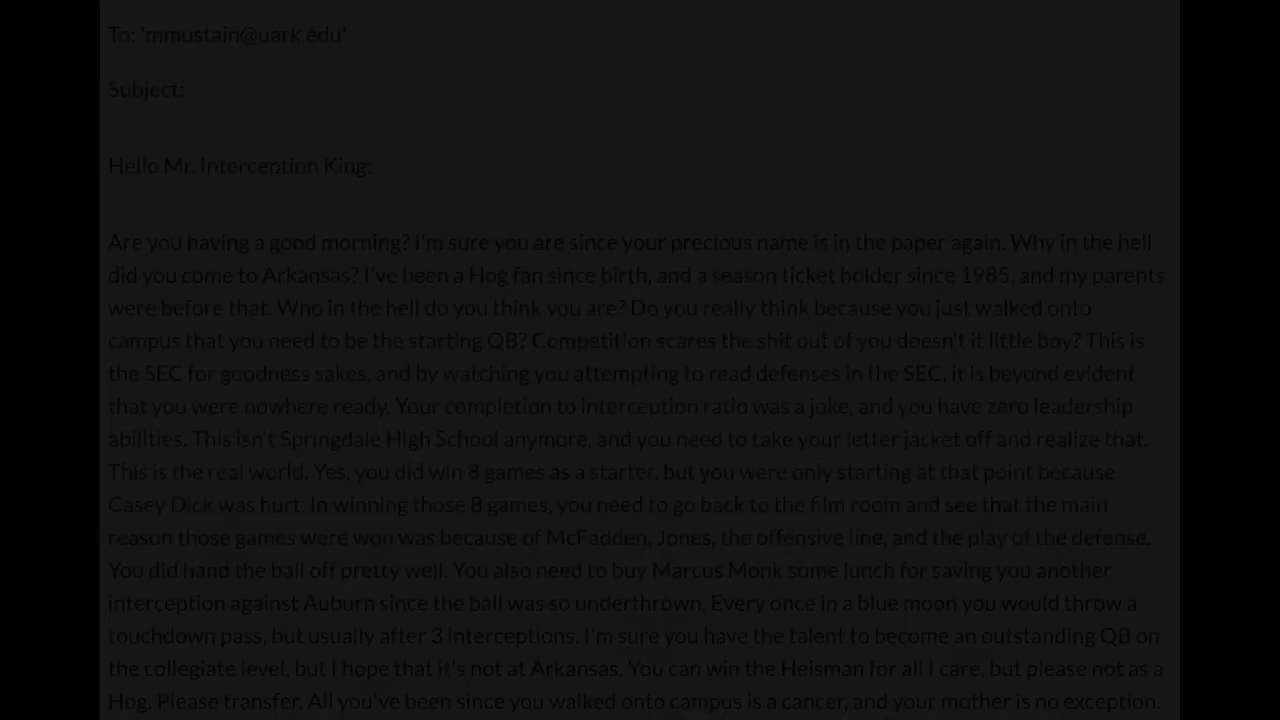 To: 'mmustain@uark.edu'
Subject:
Hello Mr. Interception King:
Are you having a good morning? I'm sure you are since your precious name is in the paper again. Why in the hell
did you come to Arkansas? I've been a Hog fan since birth, and a season ticket holder since 1985, and my parents
were before that. Who in the hell do you think you are? Do you really think because you just walked onto
campus that you need to be the starting QB? Competition scares the shit out of you doesn't it little boy? This is
the SEC for goodness sakes, and by watching you attempting to read defenses in the SEC, it is beyond evident
that you were nowhere ready. Your completion to interception ratio was a joke, and you have zero leadership
abilities. This isn't Springdale High School anymore, and you need to take your letter jacket off and realize that.
This is the real world. Yes, you did win 8 games as a starter, but you were only starting at that point because
Casey Dick was hurt. In winning those 8 games, you need to go back to the film room and see that the main
reason those games were won was because of McFadden, Jones, the offensive line, and the play of the defense.
You did hand the ball off pretty well. You also need to buy Marcus Monk some lunch for saving you another
interception against Auburn since the ball was so underthrown. Every once in a blue moon you would throw a
touchdown pass, but usually after 3 interceptions. I'm sure you have the talent to become an outstanding QB on
the collegiate level, but I hope that it's not at Arkansas. You can win the Heisman for all I care, but please not as a
Hog. Please transfer. All you've been since you walked onto campus is a cancer, and your mother is no exception.